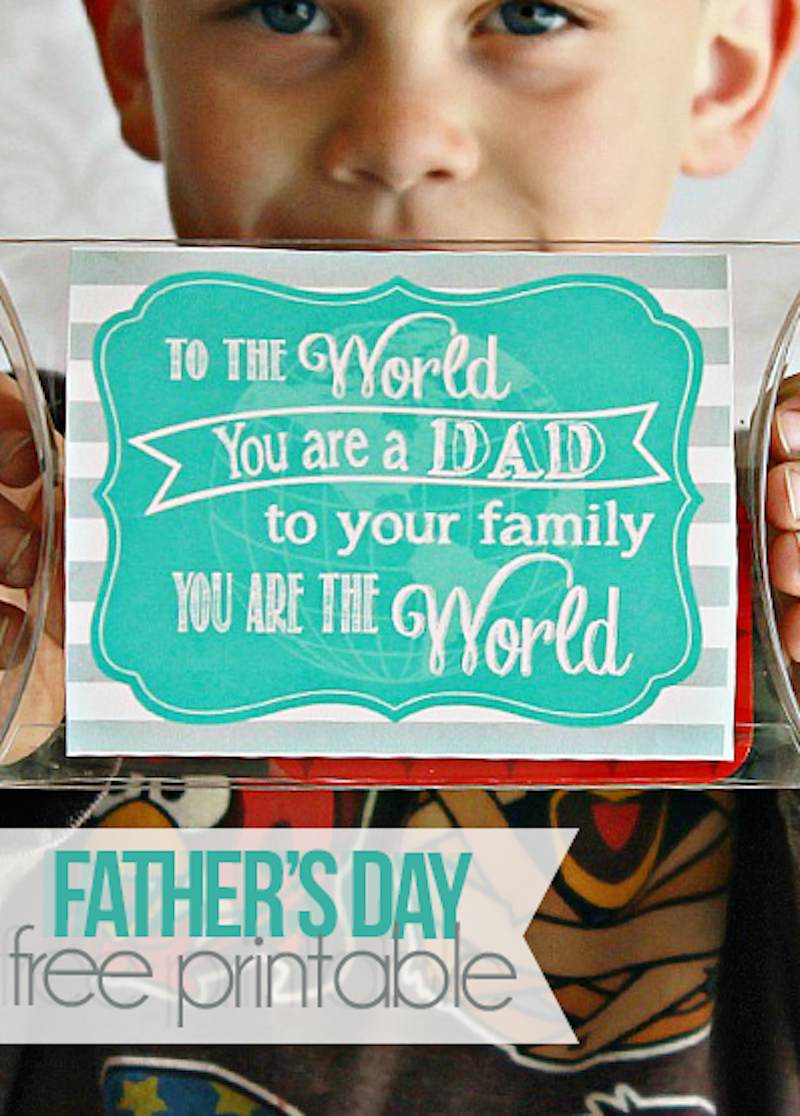 TO THE World
You are a DAD
to your family
YOU ARE THE World
FATHER'S DAY
free printable